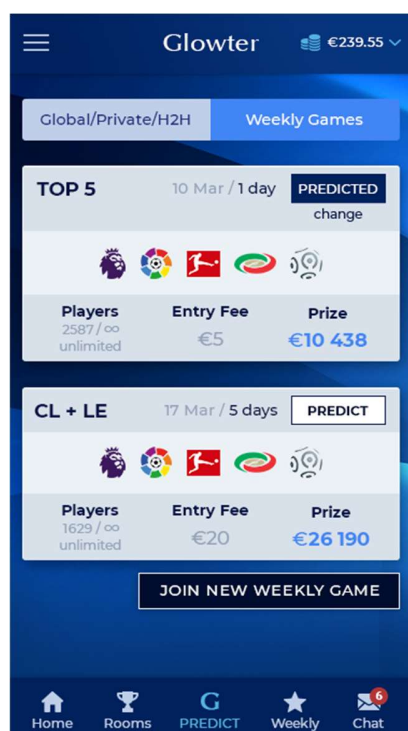 Glowter
€239.55
Global/Private/H2H
Weekly Games
TOP 5
10 Mar / 1 day
PREDICTED
change
Players
Entry Fee
Prize
2587 / ∞
unlimited
€5
€10 438
CL + LE
17 Mar / 5 days
PREDICT
Players
Entry Fee
Prize
1629 / ∞
unlimited
€20
€26 190
JOIN NEW WEEKLY GAME
G
6
Home
Rooms
PREDICT
Weekly
Chat